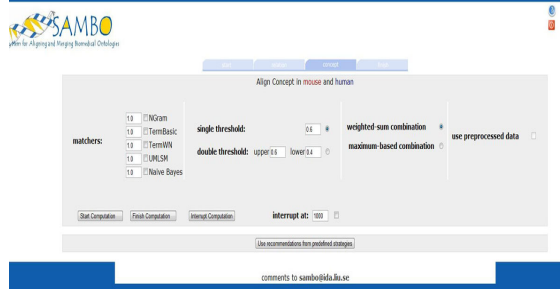 SAMBO
System for Aligning and Merging Biomedical Ontologies
concept
Align Concept in mouse and human
matchers:
1.0 NGram
1.0 TermBasic
1.0 TermWN
1.0 UMLSM
1.0 Naive Bayes
single threshold: 0.6
double threshold: upper 0.6 lower 0.4
weighted-sum combination
maximum-based combination
use preprocessed data
Start Computation Finish Computation Interrupt Computation interrupt at: 1000
Use recommendations from predefined strategies
comments to sambo@ida.liu.se